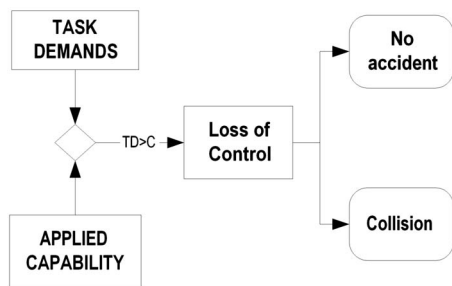 TASK
DEMANDS
No
accident
TD>C
Loss of
Control
APPLIED
CAPABILITY
Collision